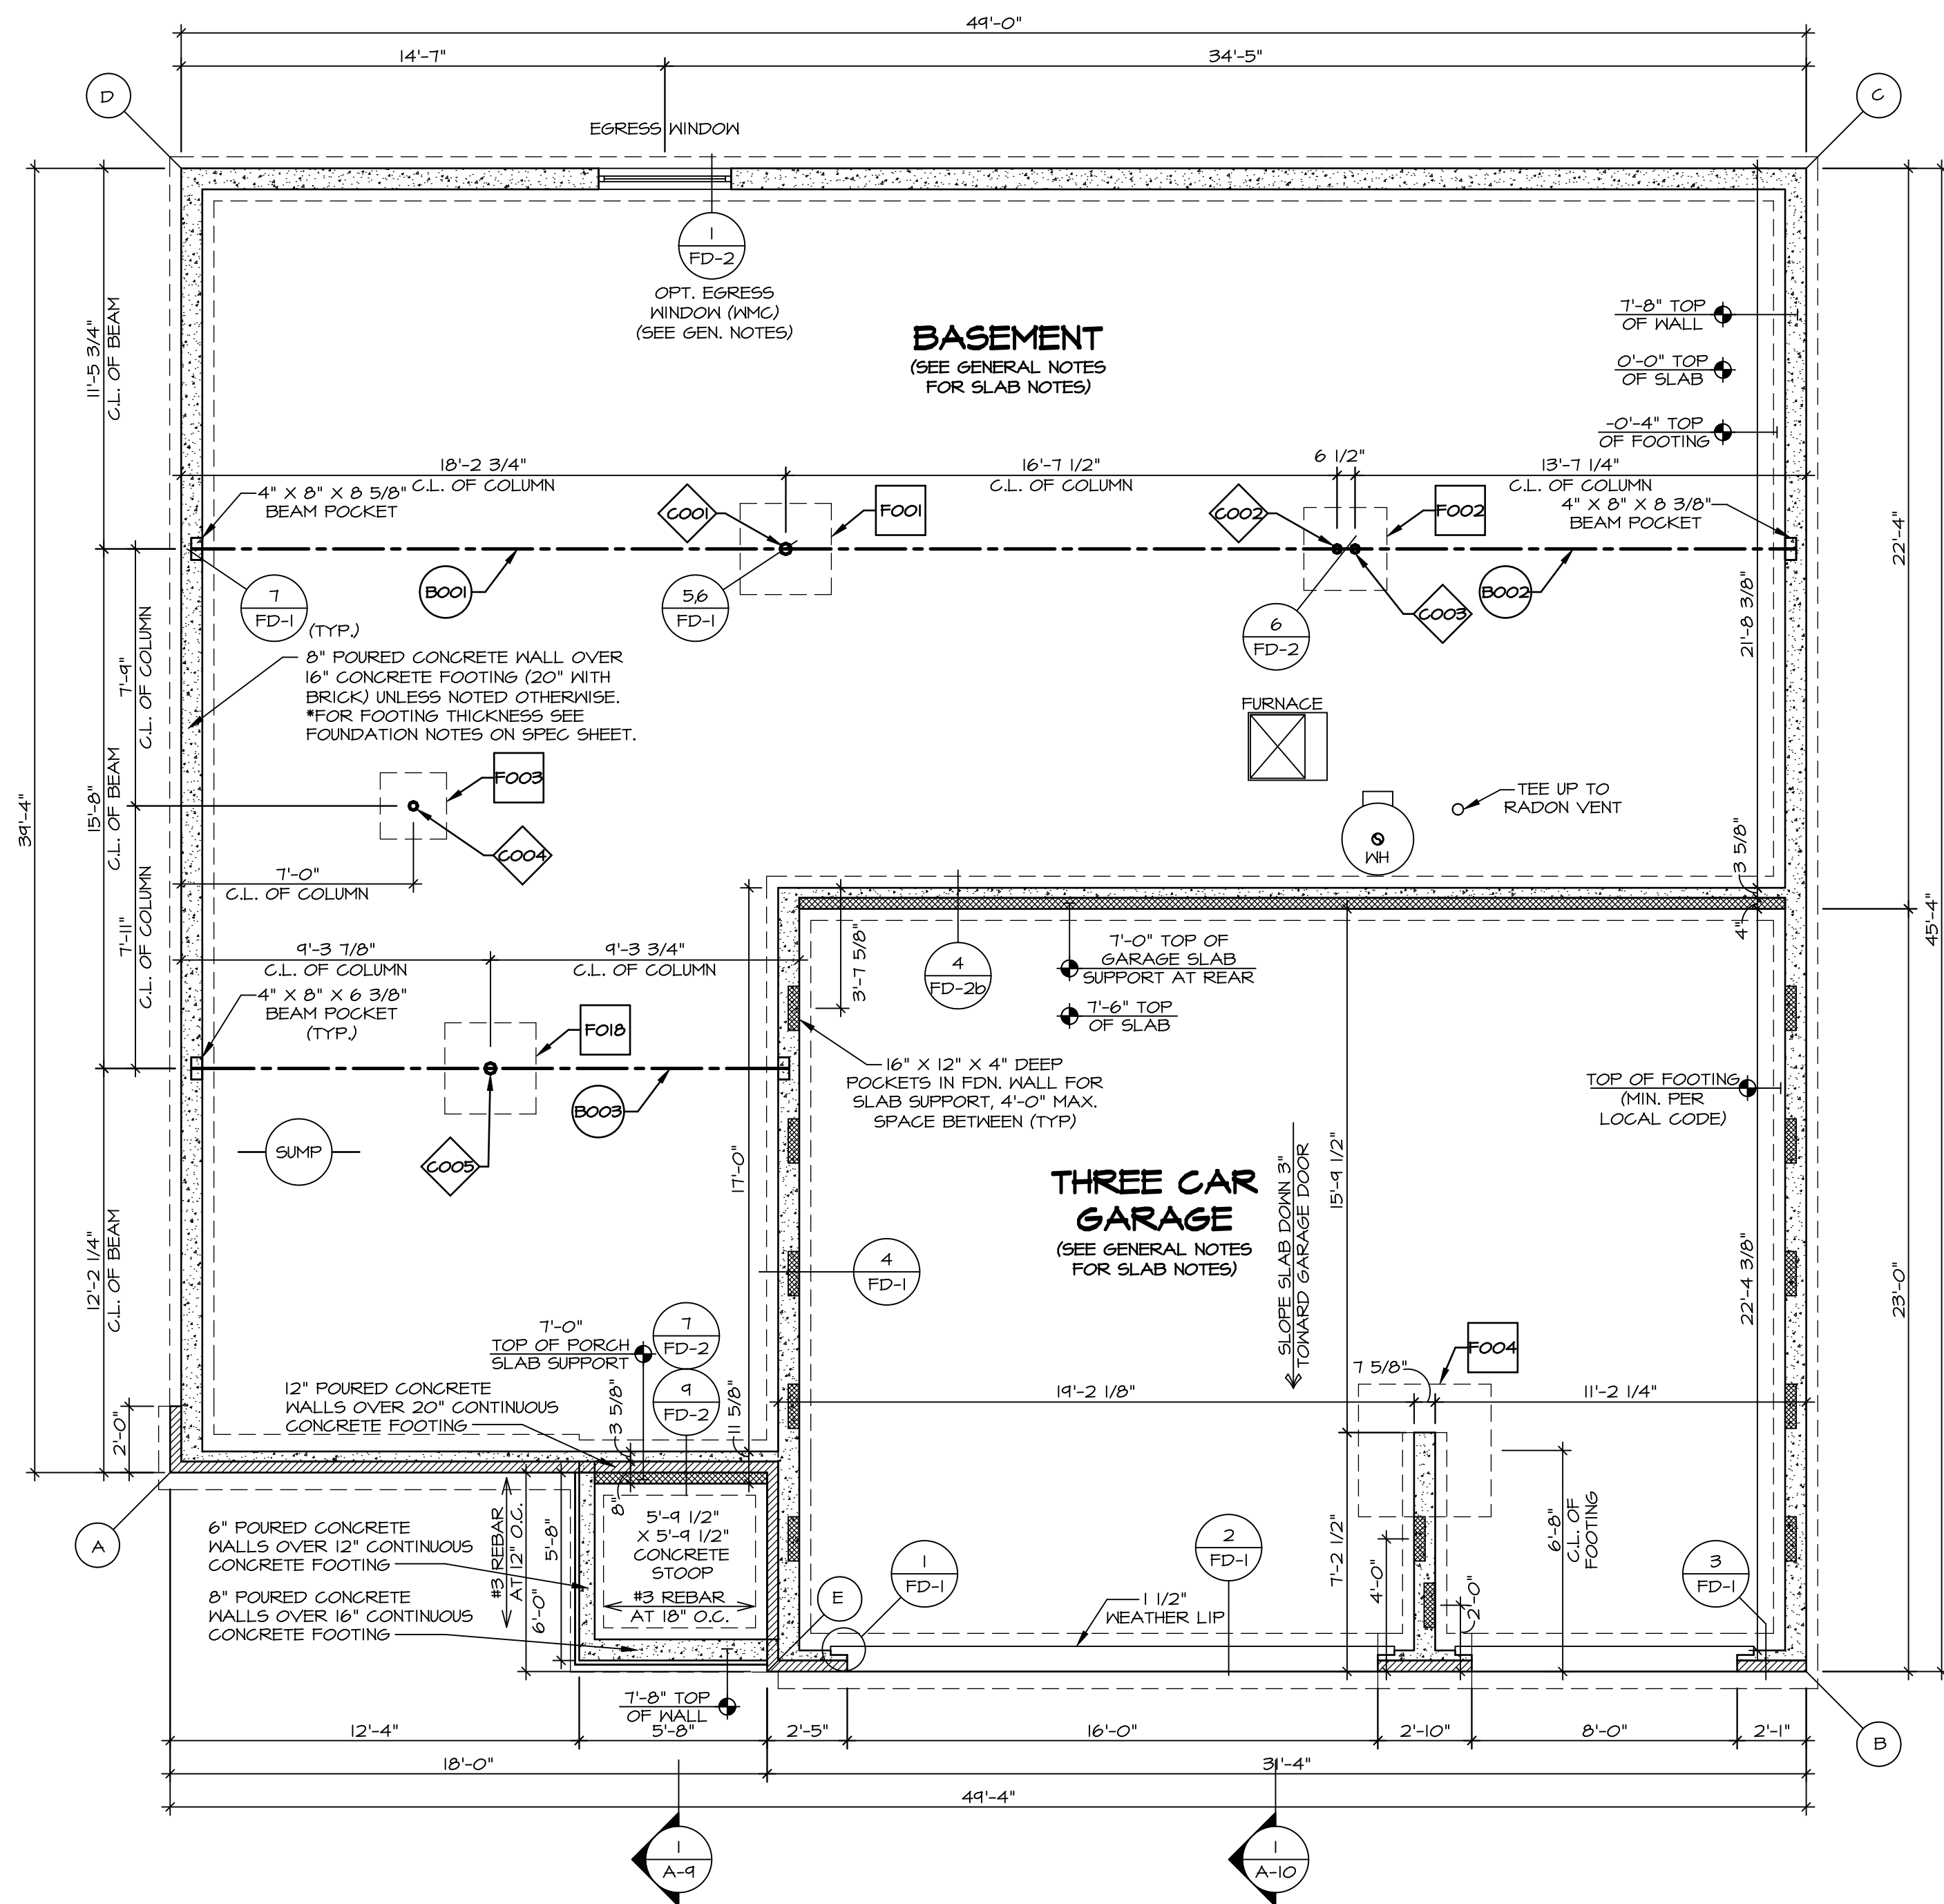 49'-0"
14'-7"
34'-5"
D
C
EGRESS WINDOW
1
FD-2
OPT. EGRESS
WINDOW (WMC)
(SEE GEN. NOTES)
BASEMENT
(SEE GENERAL NOTES
FOR SLAB NOTES)
7'-8" TOP
OF WALL
0'-0" TOP
OF SLAB
-0'-4" TOP
OF FOOTING
11'-5 3/4"
C.L. OF BEAM
18'-2 3/4"
C.L. OF COLUMN
16'-7 1/2"
C.L. OF COLUMN
6 1/2"
13'-7 1/4"
C.L. OF COLUMN
4" X 8" X 8 5/8"
BEAM POCKET
C001
F001
C002
F002
4" X 8" X 8 3/8"
BEAM POCKET
22'-4"
7
FD-1
(TYP.)
B001
5,6
FD-1
6
FD-2
C003
B002
21'-8 3/8"
7'-9"
C.L. OF COLUMN
8" POURED CONCRETE WALL OVER
16" CONCRETE FOOTING (20" WITH
BRICK) UNLESS NOTED OTHERWISE.
*FOR FOOTING THICKNESS SEE
FOUNDATION NOTES ON SPEC SHEET.
FURNACE
39'-4"
15'-8"
C.L. OF BEAM
F003
C004
TEE UP TO
RADON VENT
WH
3 5/8"
7'-0"
C.L. OF COLUMN
7'-11"
C.L. OF COLUMN
9'-3 7/8"
C.L. OF COLUMN
9'-3 3/4"
C.L. OF COLUMN
3'-7 5/8"
4
FD-2b
7'-0" TOP OF
GARAGE SLAB
SUPPORT AT REAR
4"
45'-4"
4" X 8" X 6 3/8"
BEAM POCKET
(TYP.)
F018
7'-6" TOP
OF SLAB
16" X 12" X 4" DEEP
POCKETS IN FDN. WALL FOR
SLAB SUPPORT, 4'-0" MAX.
SPACE BETWEEN (TYP)
TOP OF FOOTING
(MIN. PER
LOCAL CODE)
B003
SUMP
C005
17'-0"
THREE CAR
GARAGE
(SEE GENERAL NOTES
FOR SLAB NOTES)
SLOPE SLAB DOWN 3"
TOWARD GARAGE DOOR
15'-9 1/2"
22'-4 3/8"
23'-0"
12'-2 1/4"
C.L. OF BEAM
4
FD-1
7'-0"
TOP OF PORCH
SLAB SUPPORT
7
FD-2
9
FD-2
F004
7 5/8"
12" POURED CONCRETE
WALLS OVER 20" CONTINUOUS
CONCRETE FOOTING
3 5/8"
11 5/8"
19'-2 1/8"
11'-2 1/4"
2'-0"
8"
A
6" POURED CONCRETE
WALLS OVER 12" CONTINUOUS
CONCRETE FOOTING
#3 REBAR
AT 12" O.C.
5'-8"
6'-0"
5'-9 1/2"
X 5'-9 1/2"
CONCRETE
STOOP
#3 REBAR
AT 18" O.C.
8" POURED CONCRETE
WALLS OVER 16" CONTINUOUS
CONCRETE FOOTING
E
1
FD-1
1 1/2"
WEATHER LIP
2
FD-1
7'-2 1/2"
4'-0"
2'-0"
6'-8"
C.L. OF
FOOTING
3
FD-1
7'-8" TOP
OF WALL
12'-4"
5'-8"
2'-5"
16'-0"
2'-10"
8'-0"
2'-1"
B
18'-0"
31'-4"
49'-4"
1
A-9
1
A-10